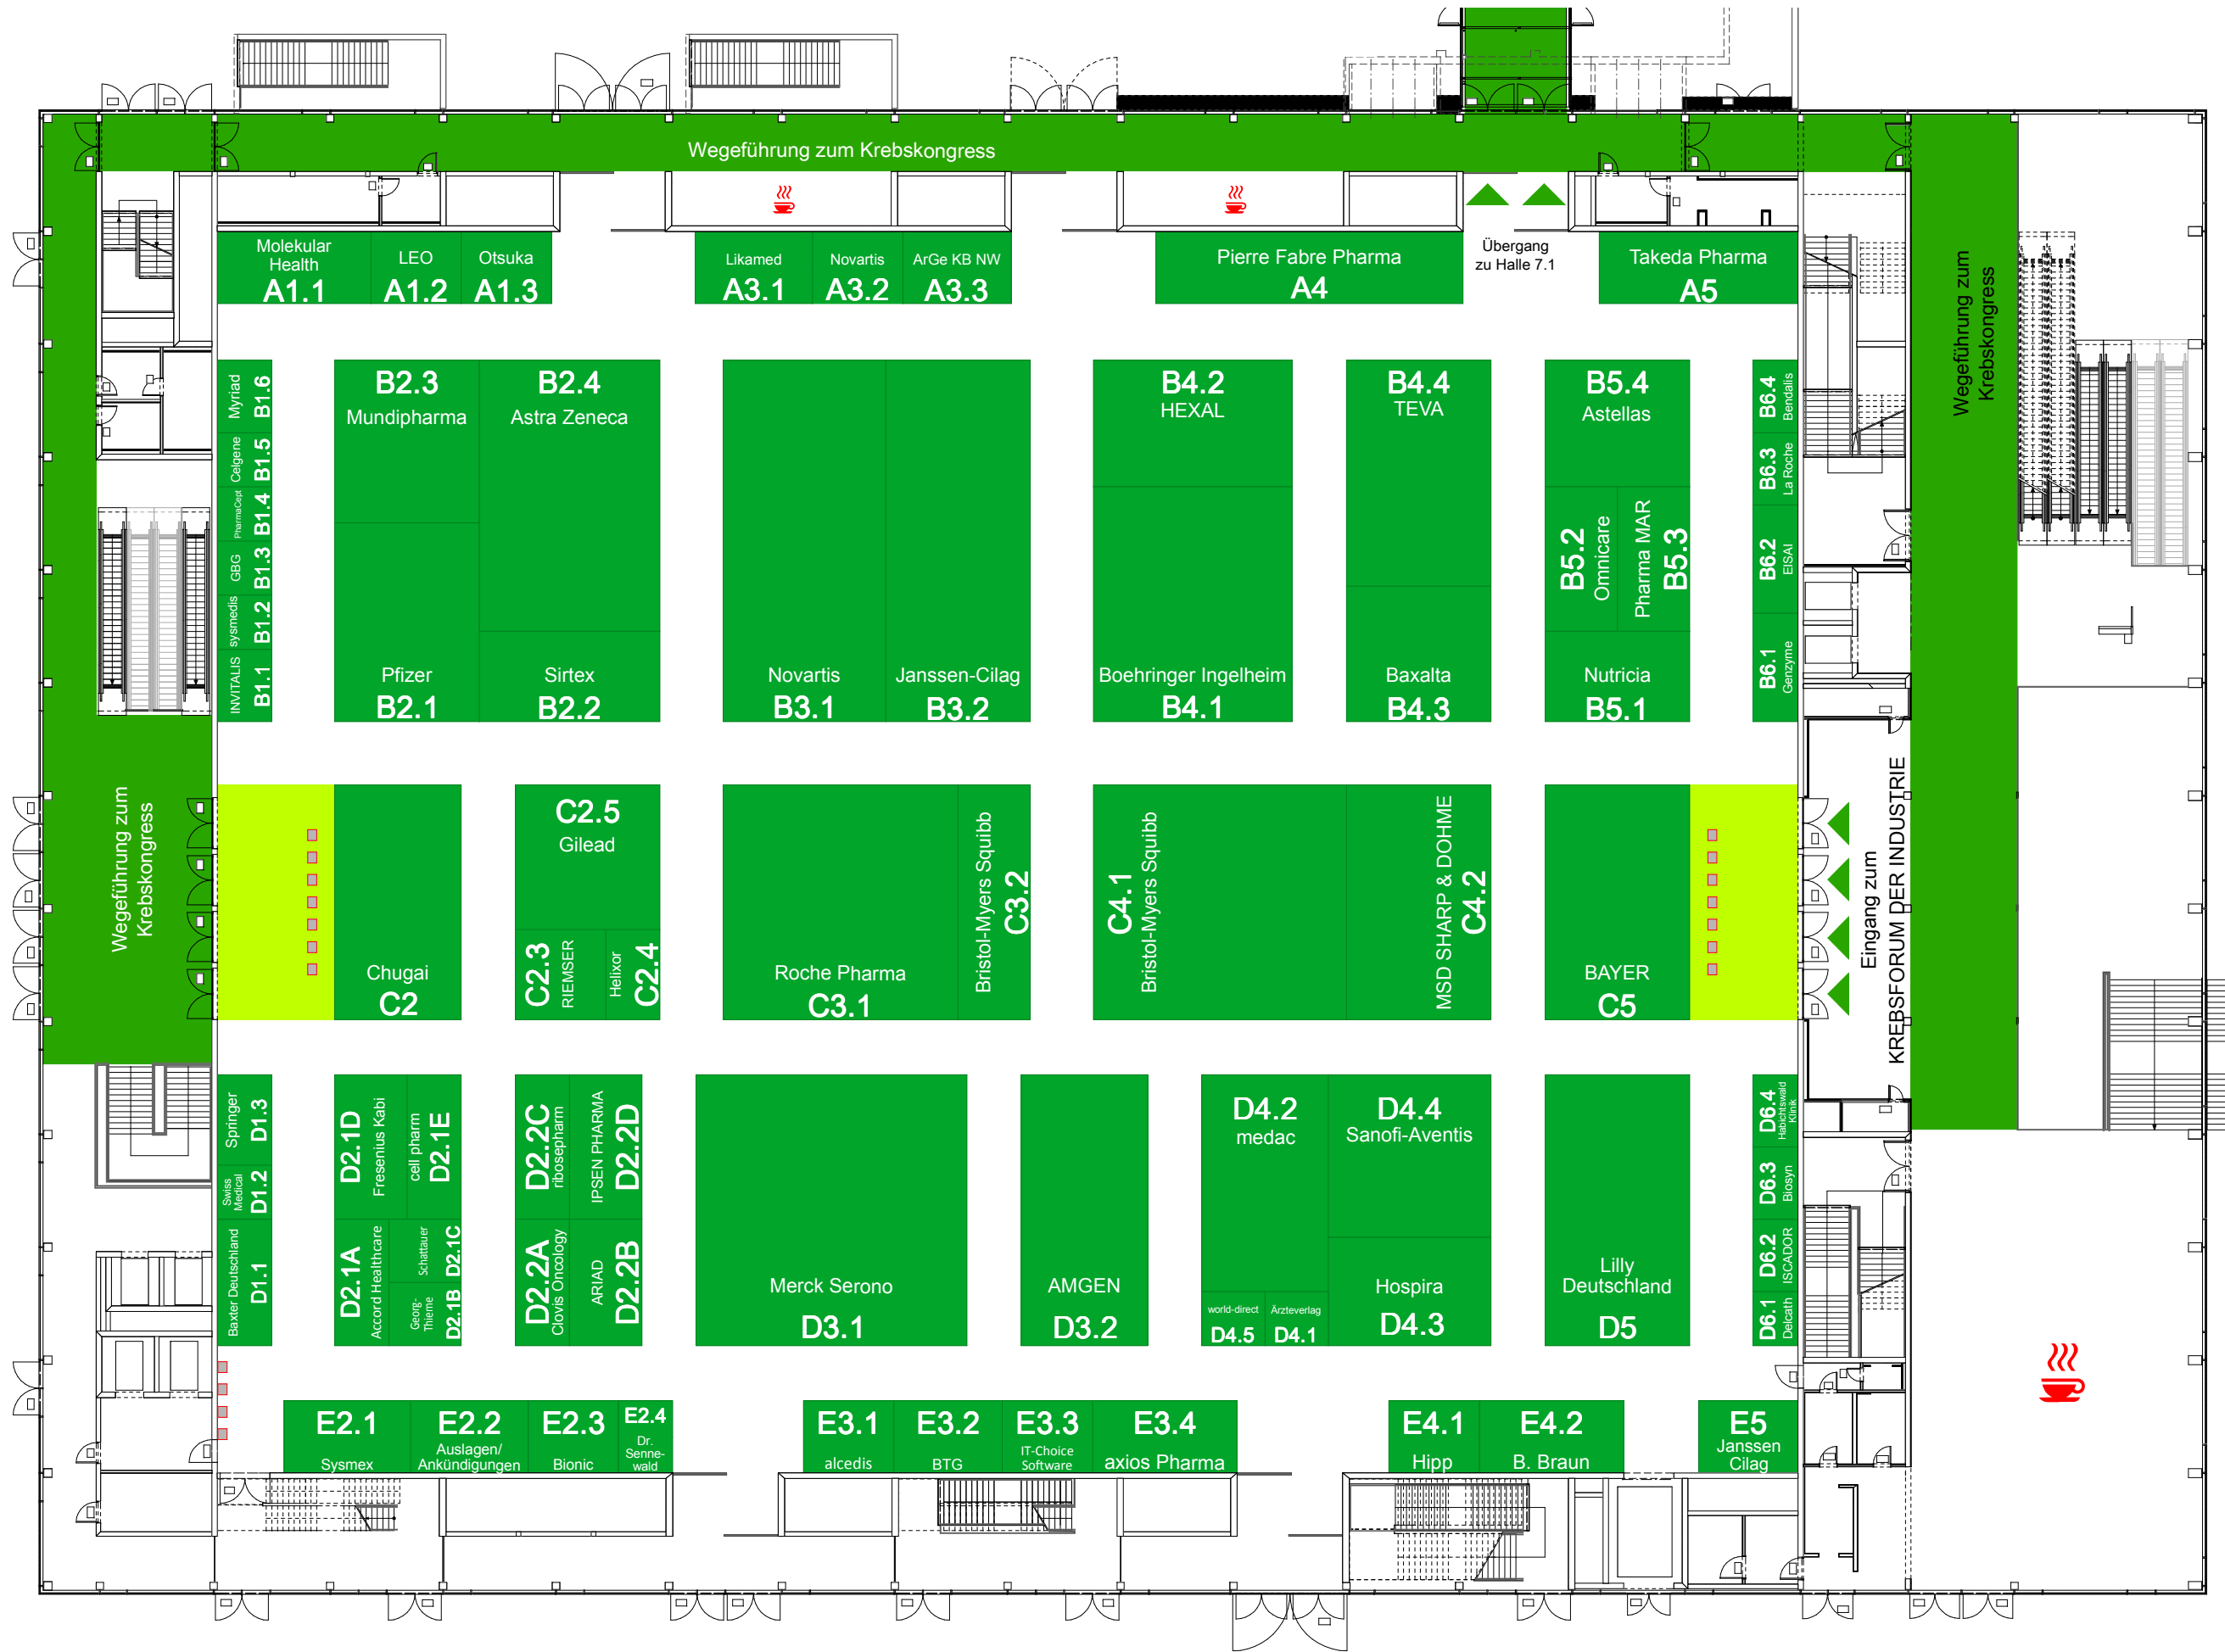 Wegeführung zum Krebskongress
Molekular
Health
A1.1
LEO
A1.2
Otsuka
A1.3
Likamed
A3.1
Novartis
A3.2
ArGe KB NW
A3.3
Pierre Fabre Pharma
A4
Übergang
zu Halle 7.1
Takeda Pharma
A5
Wegeführung zum
Krebskongress
Myriad
B1.6
Celgene
B1.5
PharmaCept
B1.4
GBG
B1.3
sysmedis
B1.2
INVITALIS
B1.1
B2.3
Mundipharma
B2.4
Astra Zeneca
Pfizer
B2.1
Sirtex
B2.2
Novartis
B3.1
Janssen-Cilag
B3.2
B4.2
HEXAL
Boehringer Ingelheim
B4.1
B4.4
TEVA
Baxalta
B4.3
B5.4
Astellas
B5.2
Omnicare
Pharma MAR
B5.3
Nutricia
B5.1
B6.4
Bendalis
B6.3
La Roche
B6.2
EISAI
B6.1
Genzyme
Wegeführung zum
Krebskongress
Chugai
C2
C2.5
Gilead
C2.3
RIEMSER
Helixor
C2.4
Roche Pharma
C3.1
Bristol-Myers Squibb
C3.2
C4.1
Bristol-Myers Squibb
MSD SHARP & DOHME
C4.2
BAYER
C5
Eingang zum
KREBSFORUM DER INDUSTRIE
Springer
D1.3
Swiss
Medical
D1.2
Baxter Deutschland
D1.1
D2.1D
Fresenius Kabi
cell pharm
D2.1E
D2.1A
Accord Healthcare
Schattauer
D2.1C
Georg-
Thieme
D2.1B
D2.2C
ribosepharm
IPSEN PHARMA
D2.2D
D2.2A
Clovis Oncology
ARIAD
D2.2B
Merck Serono
D3.1
AMGEN
D3.2
D4.2
medac
D4.4
Sanofi-Aventis
world-direct
D4.5
Ärzteverlag
D4.1
Hospira
D4.3
Lilly
Deutschland
D5
D6.4
Habichtswald
Klinik
D6.3
Biosyn
D6.2
ISCADOR
D6.1
Delcath
E2.1
Sysmex
E2.2
Auslagen/
Ankündigungen
E2.3
Bionic
E2.4
Dr.
Senne-
wald
E3.1
alcedis
E3.2
BTG
E3.3
IT-Choice
Software
E3.4
axios Pharma
E4.1
Hipp
E4.2
B. Braun
E5
Janssen
Cilag